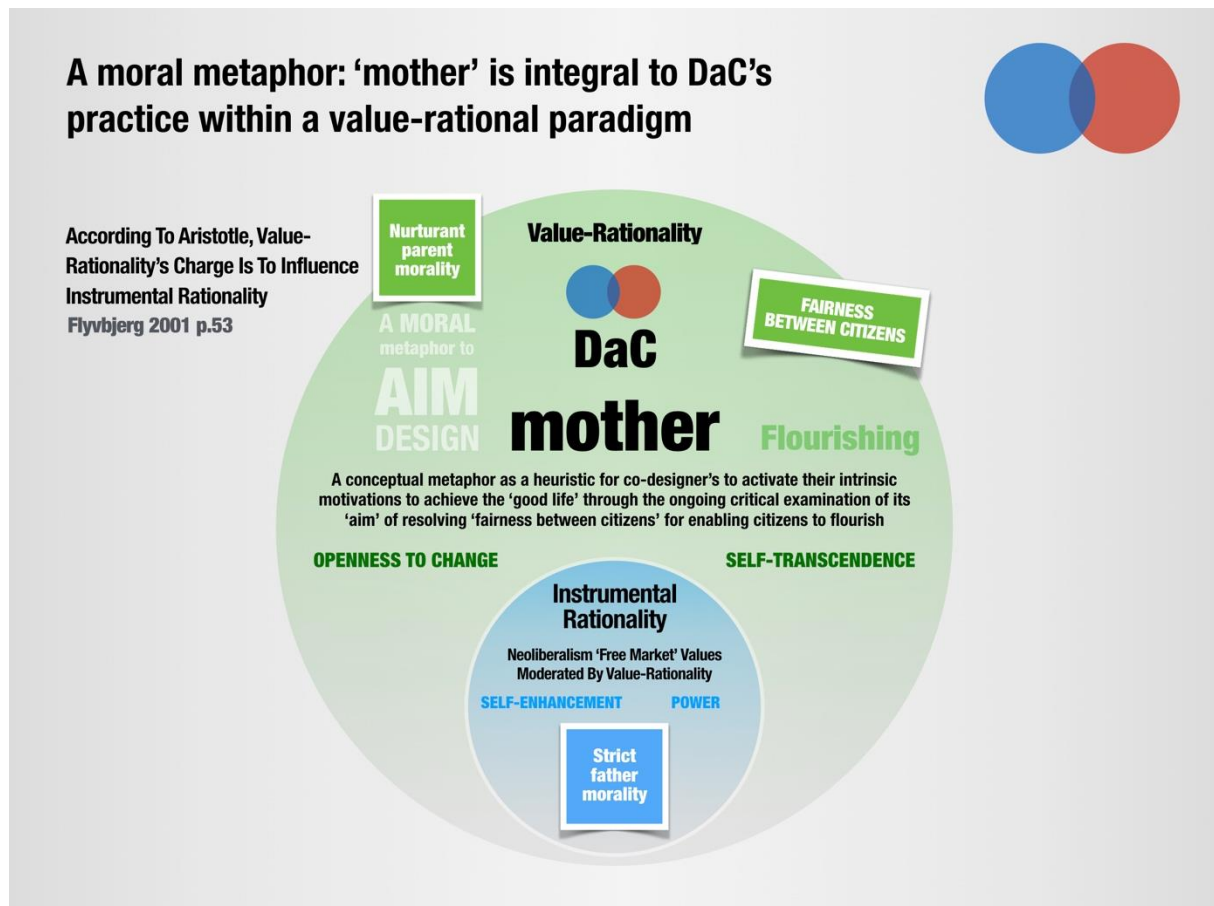 A moral metaphor: ‘mother’ is integral to DaC’s
practice within a value-rational paradigm
According To Aristotle, Value-
Rationality’s Charge Is To Influence
Instrumental Rationality
Flyvbjerg 2001 p.53
Nurturant
parent
morality
A MORAL
metaphor to
AIM
DESIGN
Value-Rationality
DaC
mother
FAIRNESS
BETWEEN CITIZENS
Flourishing
A conceptual metaphor as a heuristic for co-designer’s to activate their intrinsic
motivations to achieve the ‘good life’ through the ongoing critical examination of its
‘aim’ of resolving ‘fairness between citizens’ for enabling citizens to flourish
OPENNESS TO CHANGE
SELF-TRANSCENDENCE
Instrumental
Rationality
Neoliberalism ‘Free Market’ Values
Moderated By Value-Rationality
SELF-ENHANCEMENT
POWER
Strict
father
morality